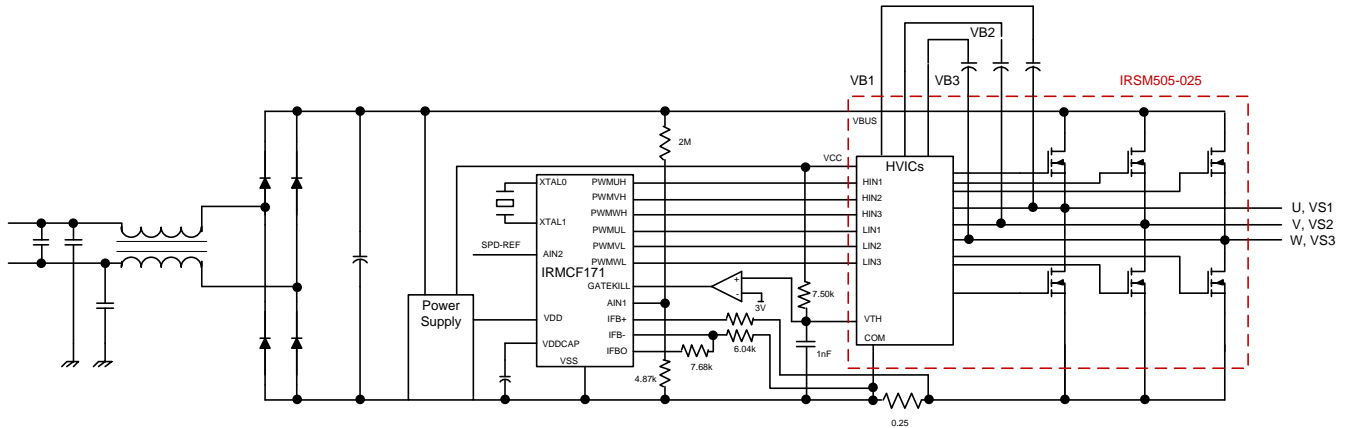 VB2
VB1
VB3
IRSM505-025
VBUS
2M
VCC
HVICs
XTAL0
PWMUH
HIN1
PWMVH
HIN2
U, VS1
XTAL1
PWMWH
HIN3
V, VS2
PWMUL
LIN1
W, VS3
SPD-REF
AIN2
PWMVL
LIN2
PWMWL
LIN3
IRMCF171
GATEKILL
+
-
3V
7.50k
Power
Supply
AIN1
VDD
IFB+
VTH
IFB-
COM
VDDCAP
6.04k
IFBO
1nF
VSS
7.68k
4.87k
0.25